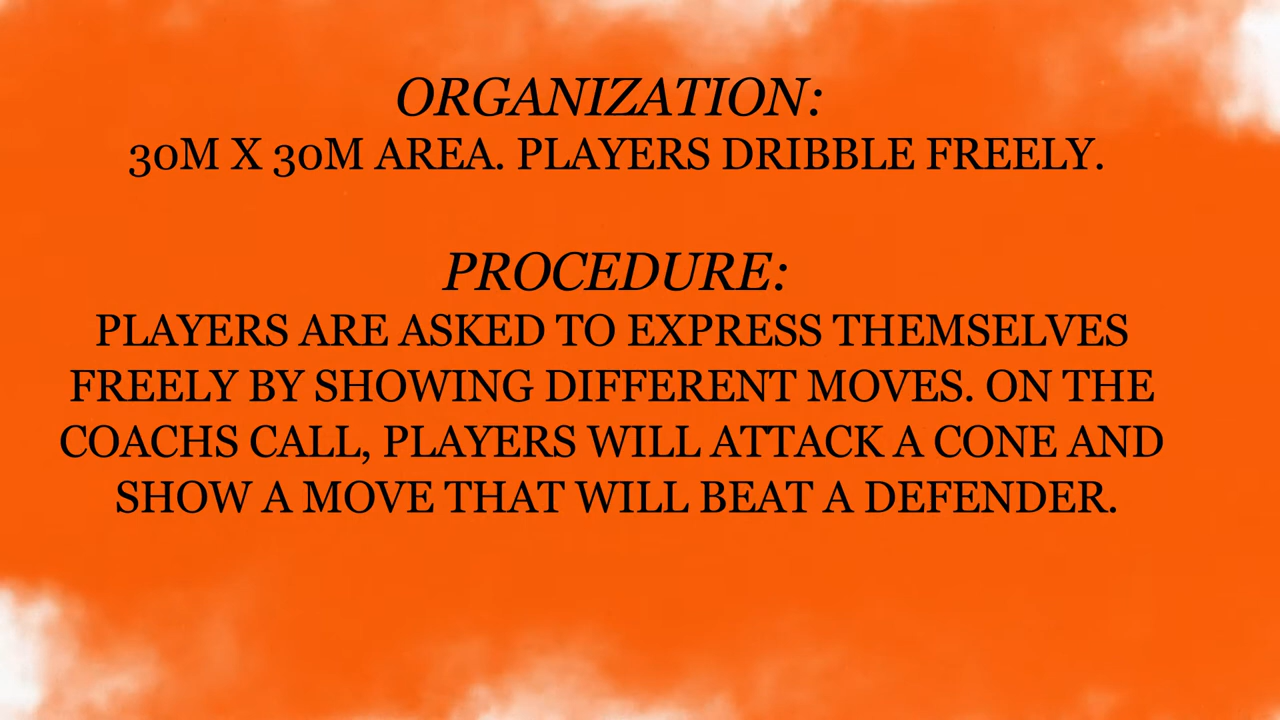 ORGANIZATION:
30M X 30M AREA. PLAYERS DRIBBLE FREELY.
PROCEDURE:
PLAYERS ARE ASKED TO EXPRESS THEMSELVES
FREELY BY SHOWING DIFFERENT MOVES. ON THE
COACHS CALL, PLAYERS WILL ATTACK A CONE AND
SHOW A MOVE THAT WILL BEAT A DEFENDER.